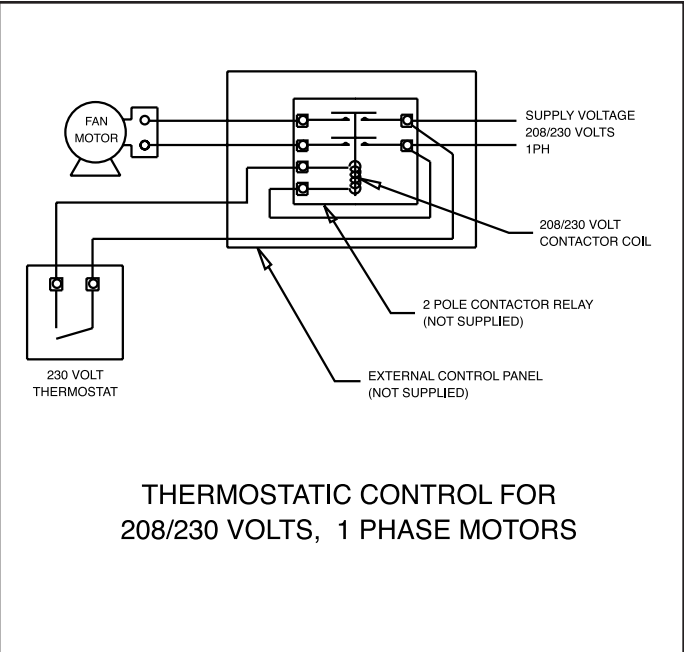 FAN
MOTOR
SUPPLY VOLTAGE
208/230 VOLTS
1PH
208/230 VOLT
CONTACTOR COIL
2 POLE CONTACTOR RELAY
(NOT SUPPLIED)
230 VOLT
THERMOSTAT
EXTERNAL CONTROL PANEL
(NOT SUPPLIED)
THERMOSTATIC CONTROL FOR
208/230 VOLTS, 1 PHASE MOTORS